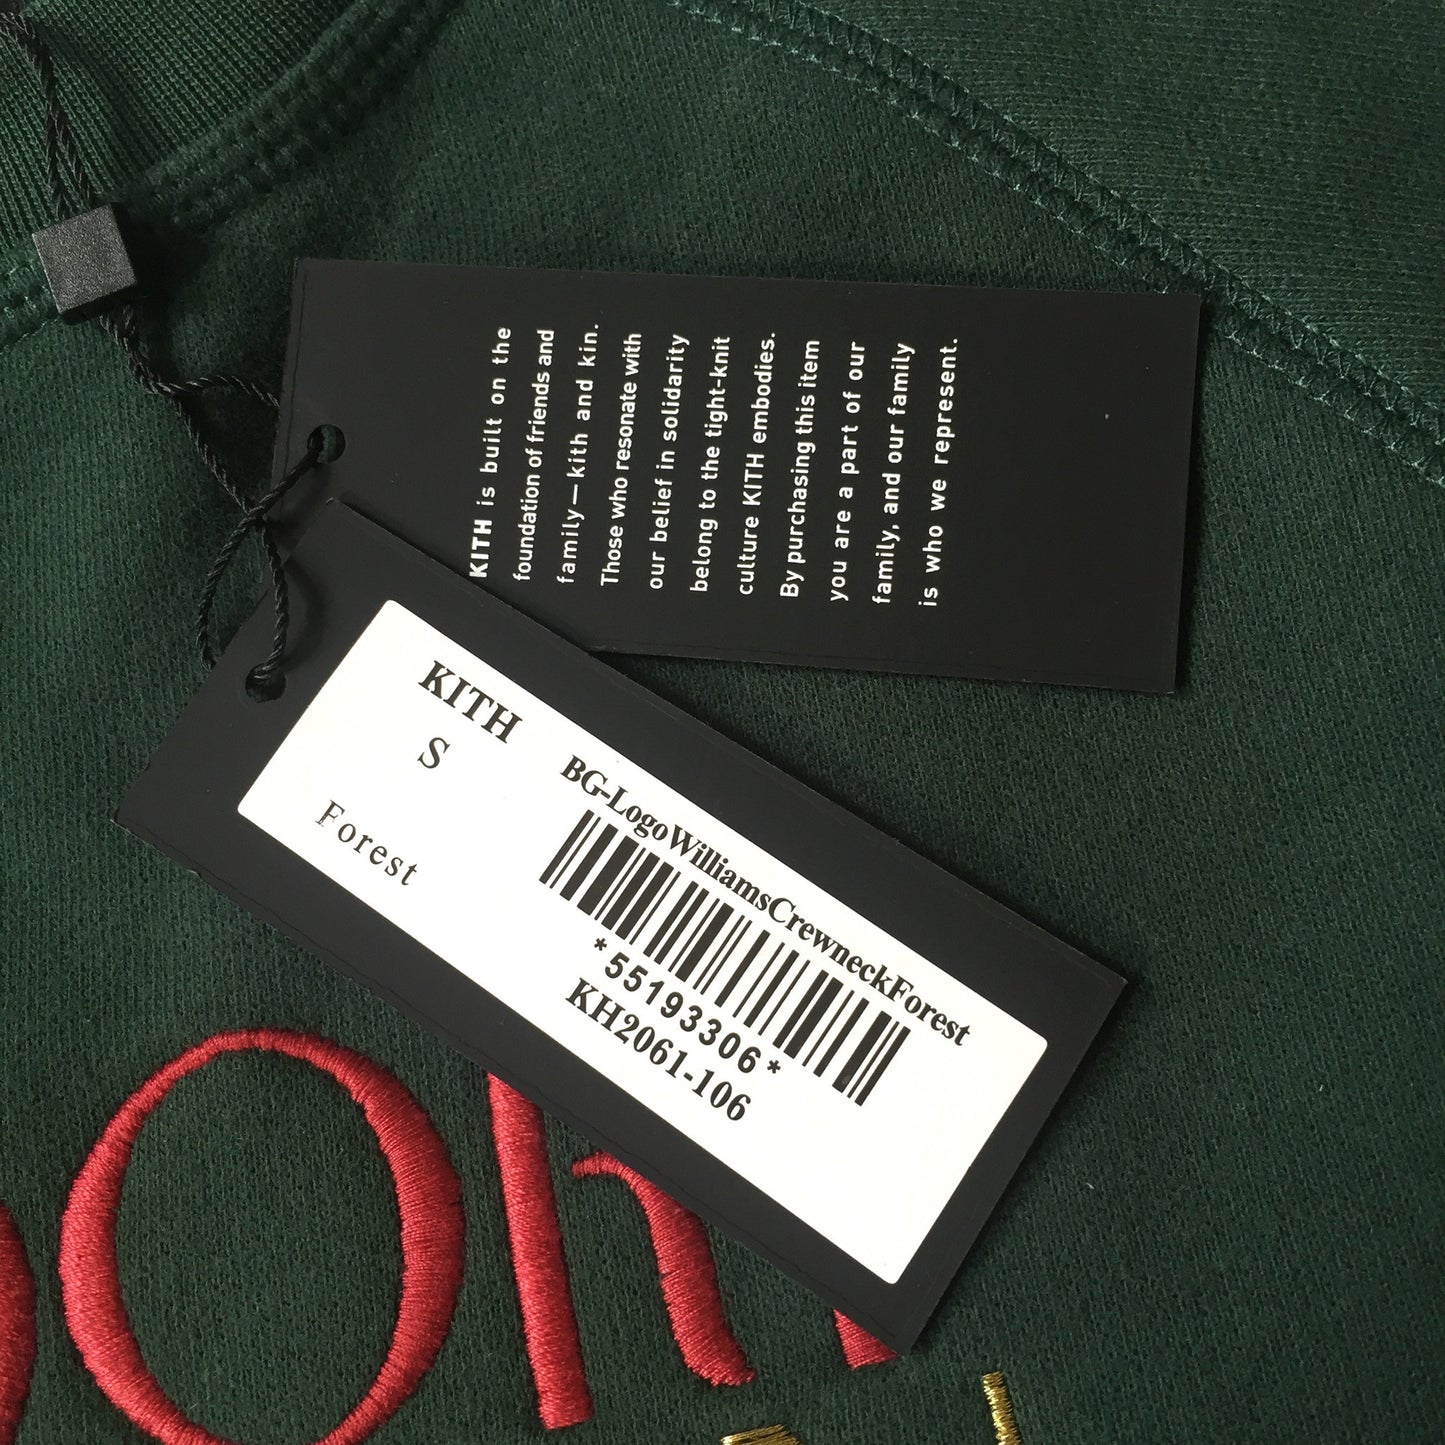 KITH is built on the
foundation of friends and
family—kith and kin.
Those who resonate with
our belief in solidarity
belong to the tight-knit
culture KITH embodies.
By purchasing this item
you are a part of our
family, and our family
is who we represent.
KITH
S
Forest
BG-LogoWilliamsCrewneckForest
*55193306*
KH2061-106